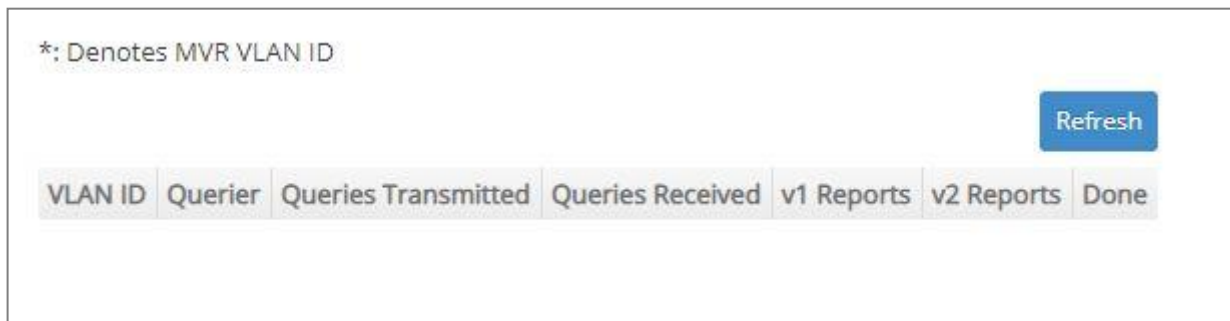 *: Denotes MVR VLAN ID
Refresh
VLAN ID Querier Queries Transmitted Queries Received v1 Reports v2 Reports Done